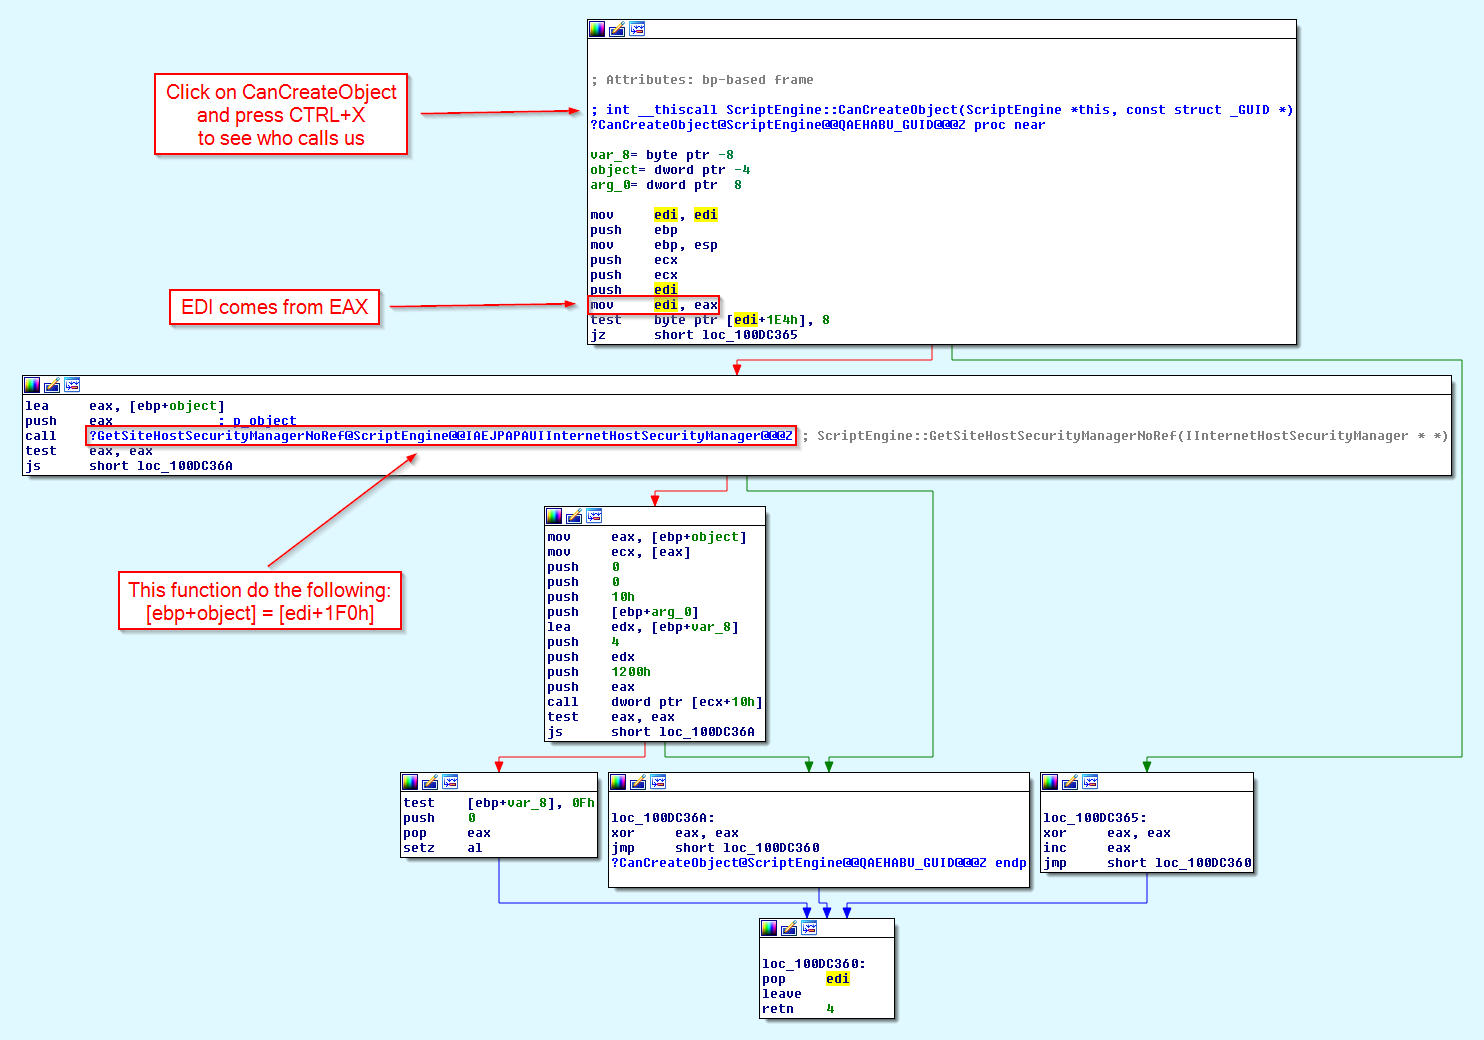 ; Attributes: bp-based frame
; int __thiscall ScriptEngine::CanCreateObject(ScriptEngine *this, const struct _GUID *)
?CanCreateObject@ScriptEngine@@QAEHABU_GUID@@@Z proc near
var_8= byte ptr -8
object= dword ptr -4
arg_0= dword ptr  8
mov     edi, edi
push    ebp
mov     ebp, esp
push    ecx
push    ecx
push    edi
mov     edi, eax
test    byte ptr [edi+1E4h], 8
jz      short loc_100DC365
Click on CanCreateObject
and press CTRL+X
to see who calls us
EDI comes from EAX
lea     eax, [ebp+object]
push    eax             ; p_object
call    ?GetSiteHostSecurityManagerNoRef@ScriptEngine@@IAEJPAPAUIInternetHostSecurityManager@@@Z ; ScriptEngine::GetSiteHostSecurityManagerNoRef(IInternetHostSecurityManager * *)
test    eax, eax
js      short loc_100DC36A
This function do the following:
[ebp+object] = [edi+1F0h]
mov     eax, [ebp+object]
mov     ecx, [eax]
push    0
push    0
push    10h
push    [ebp+arg_0]
lea     edx, [ebp+var_8]
push    4
push    edx
push    1200h
push    eax
call    dword ptr [ecx+10h]
test    eax, eax
js      short loc_100DC36A
test    [ebp+var_8], 0Fh
push    0
pop     eax
setz    al
loc_100DC36A:
xor     eax, eax
jmp     short loc_100DC360
?CanCreateObject@ScriptEngine@@QAEHABU_GUID@@@Z endp
loc_100DC365:
xor     eax, eax
inc     eax
jmp     short loc_100DC360
loc_100DC360:
pop     edi
leave
retn    4